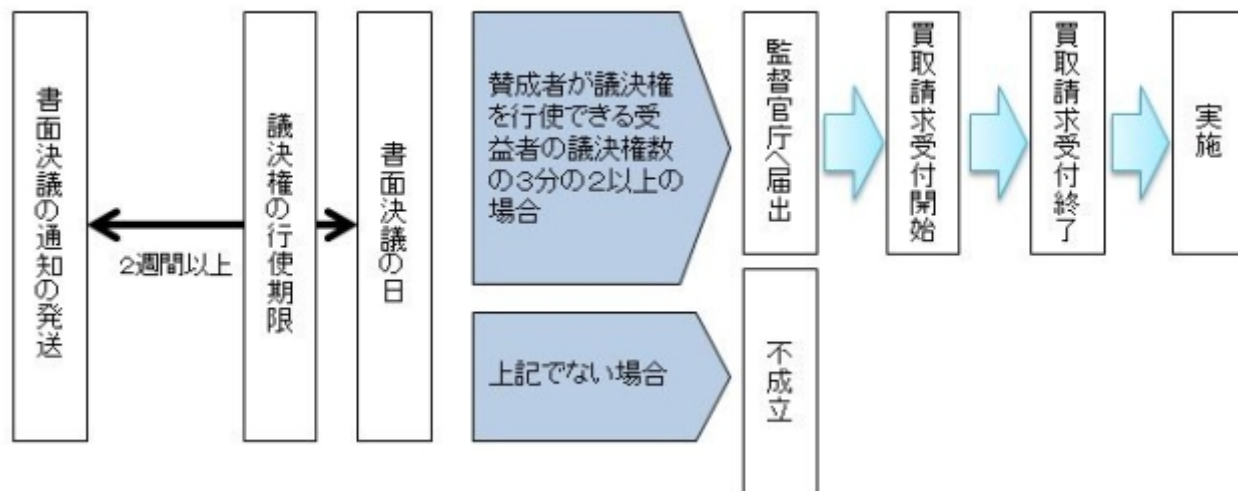 書面決議の通知の発送
2週間以上
議決権の行使期限
書面決議の日
賛成者が議決権
を行使できる受
益者の議決権数
の3分の2以上の
場合
監督官庁へ届出
買取請求受付開始
買取請求受付終了
実施
上記でない場合
不成立